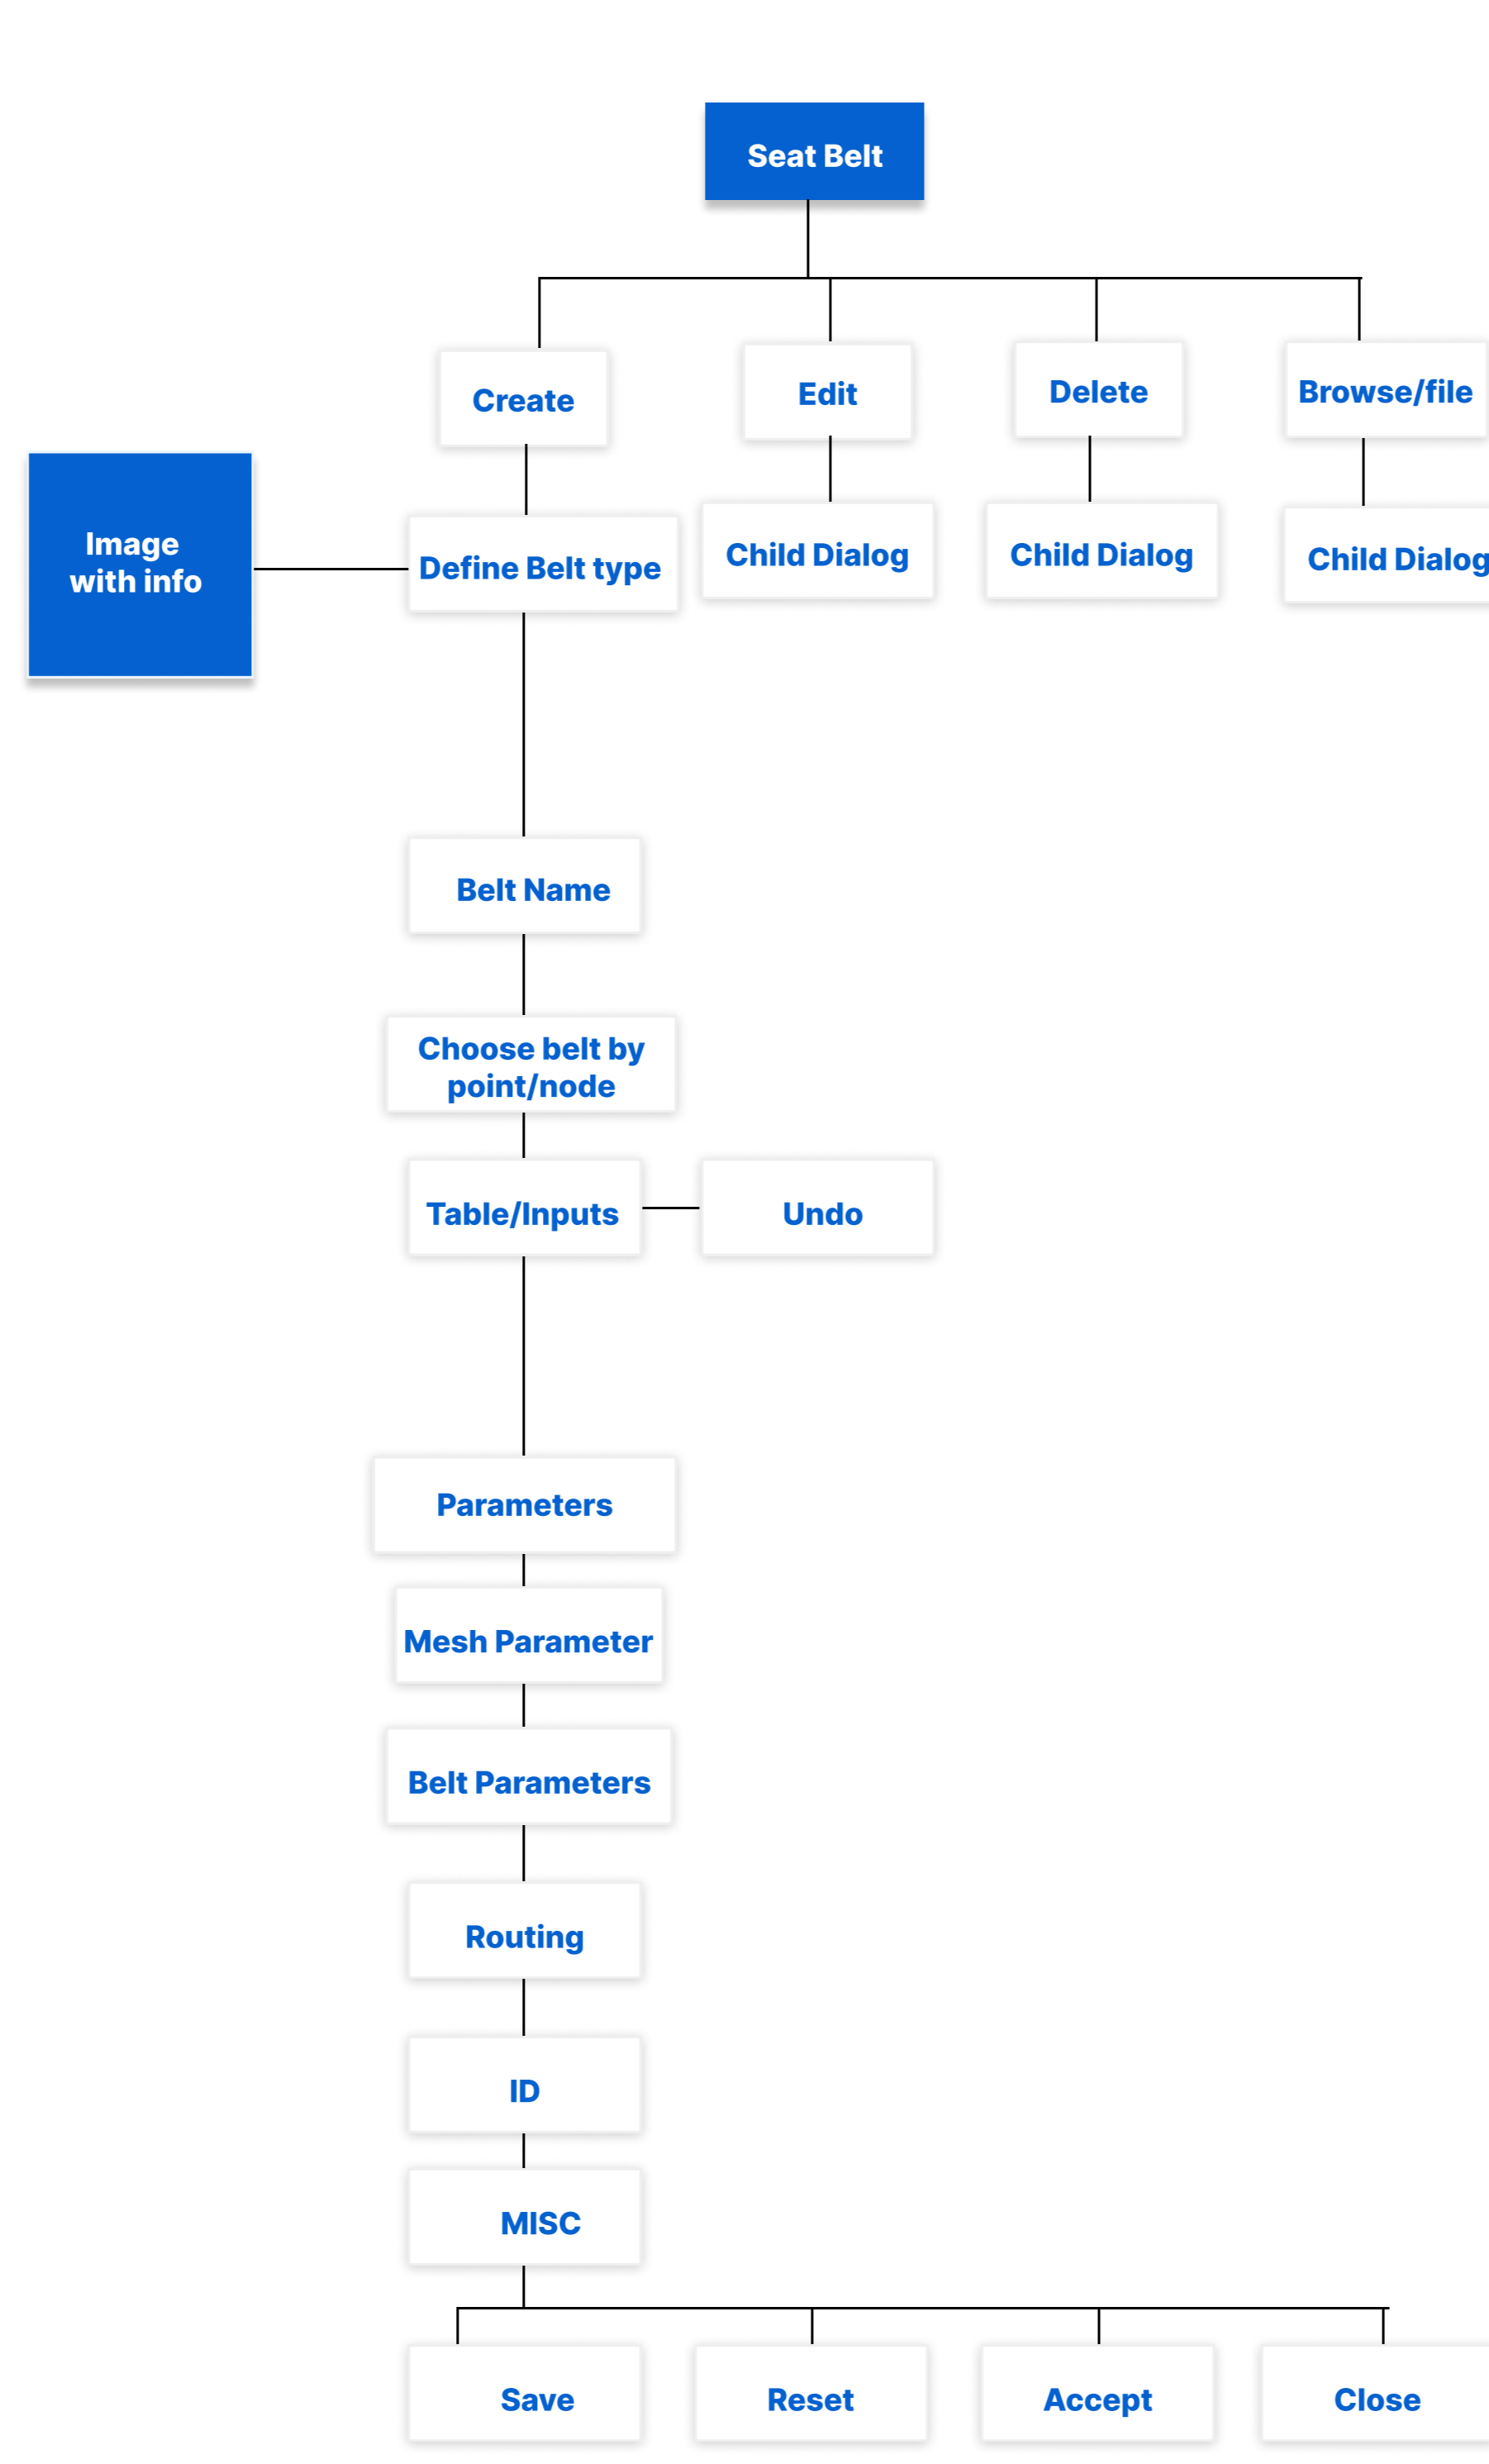 Seat Belt
Create
Edit
Delete
Browse/file
Image
with info
Define Belt type
Child Dialog
Child Dialog
Child Dialog
Belt Name
Choose belt by
point/node
Table/Inputs
Undo
Parameters
Mesh Parameter
Belt Parameters
Routing
ID
MISC
Save
Reset
Accept
Close